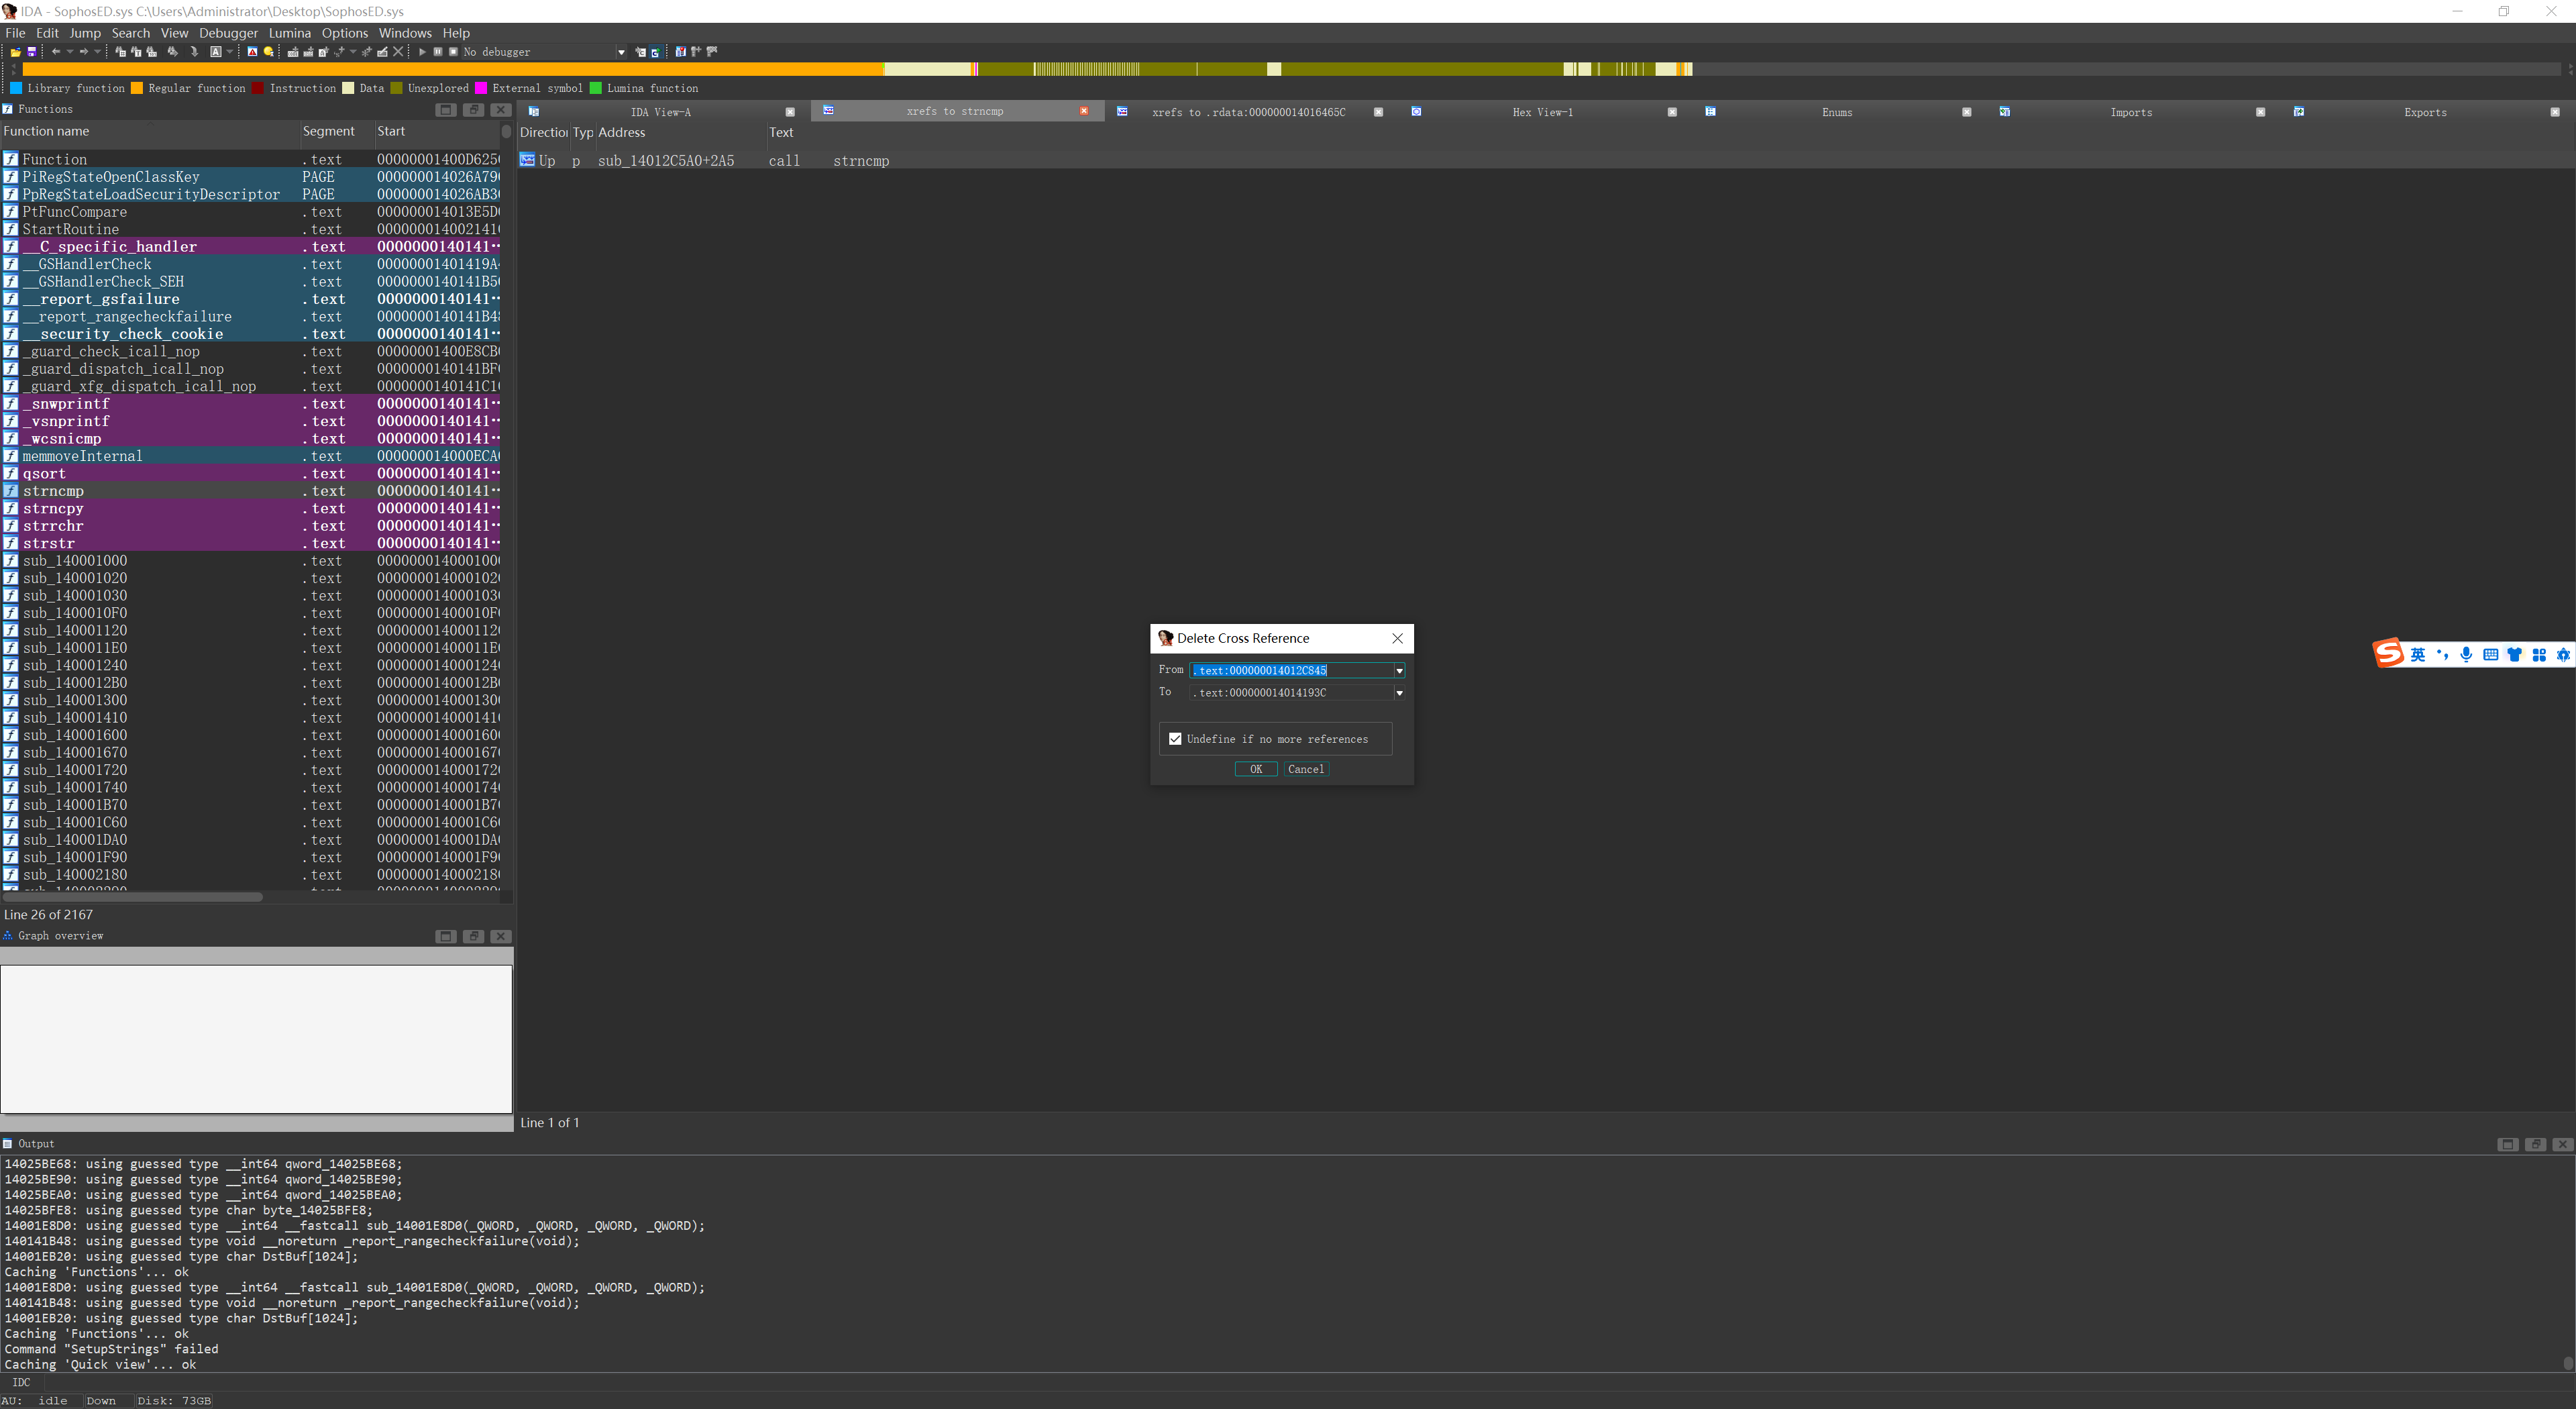 IDA - SophosED.sys C:\Users\Administrator\Desktop\SophosED.sys
File Edit Jump Search View Debugger Lumina Options Windows Help
No debugger
Library function Regular function Instruction Data Unexplored External symbol Lumina function
Functions
Function name Segment Start
Function .text 00000001400D625
PiRegStateOpenClassKey PAGE 000000014026A79
PpRegStateLoadSecurityDescriptor PAGE 000000014026AB3
PtFuncCompare .text 000000014013E5D
StartRoutine .text 000000014002141
__C_specific_handler .text 0000000140141…
__GSHandlerCheck .text 00000001401419A
__GSHandlerCheck_SEH .text 0000000140141B5
__report_gsfailure .text 0000000140141…
__report_rangecheckfailure .text 0000000140141B4
__security_check_cookie .text 0000000140141…
_guard_check_icall_nop .text 00000001400E8CB
_guard_dispatch_icall_nop .text 0000000140141BF
_guard_xfg_dispatch_icall_nop .text 0000000140141C1
_snwprintf .text 0000000140141…
_vsnprintf .text 0000000140141…
_wcsnicmp .text 0000000140141…
memmoveInternal .text 000000014000ECA
qsort .text 0000000140141…
strncmp .text 0000000140141…
strncpy .text 0000000140141…
strrchr .text 0000000140141…
strstr .text 0000000140141…
sub_140001000 .text 000000014000100
sub_140001020 .text 000000014000102
sub_140001030 .text 000000014000103
sub_1400010F0 .text 00000001400010F
sub_140001120 .text 000000014000112
sub_1400011E0 .text 00000001400011E
sub_140001240 .text 000000014000124
sub_1400012B0 .text 00000001400012B
sub_140001300 .text 000000014000130
sub_140001410 .text 000000014000141
sub_140001600 .text 000000014000160
sub_140001670 .text 000000014000167
sub_140001720 .text 000000014000172
sub_140001740 .text 000000014000174
sub_140001B70 .text 0000000140001B7
sub_140001C60 .text 0000000140001C6
sub_140001DA0 .text 0000000140001DA
sub_140001F90 .text 0000000140001F9
sub_140002180 .text 000000014000218
Line 26 of 2167
Graph overview
IDA View-A xrefs to strncmp xrefs to .rdata:000000014016465C Hex View-1 Enums Imports Exports
Direction Typ Address Text
Up p sub_14012C5A0+2A5 call strncmp
Delete Cross Reference
From .text:000000014012C845
To .text:000000014014193C
Undefine if no more references
OK Cancel
英
Line 1 of 1
Output
14025BE68: using guessed type __int64 qword_14025BE68;
14025BE90: using guessed type __int64 qword_14025BE90;
14025BEA0: using guessed type __int64 qword_14025BEA0;
14025BFE8: using guessed type char byte_14025BFE8;
14001E8D0: using guessed type __int64 __fastcall sub_14001E8D0(_QWORD, _QWORD, _QWORD, _QWORD);
140141B48: using guessed type void __noreturn _report_rangecheckfailure(void);
14001EB20: using guessed type char DstBuf[1024];
Caching 'Functions'... ok
14001E8D0: using guessed type __int64 __fastcall sub_14001E8D0(_QWORD, _QWORD, _QWORD, _QWORD);
140141B48: using guessed type void __noreturn _report_rangecheckfailure(void);
14001EB20: using guessed type char DstBuf[1024];
Caching 'Functions'... ok
Command "SetupStrings" failed
Caching 'Quick view'... ok
IDC
AU: idle Down Disk: 73GB